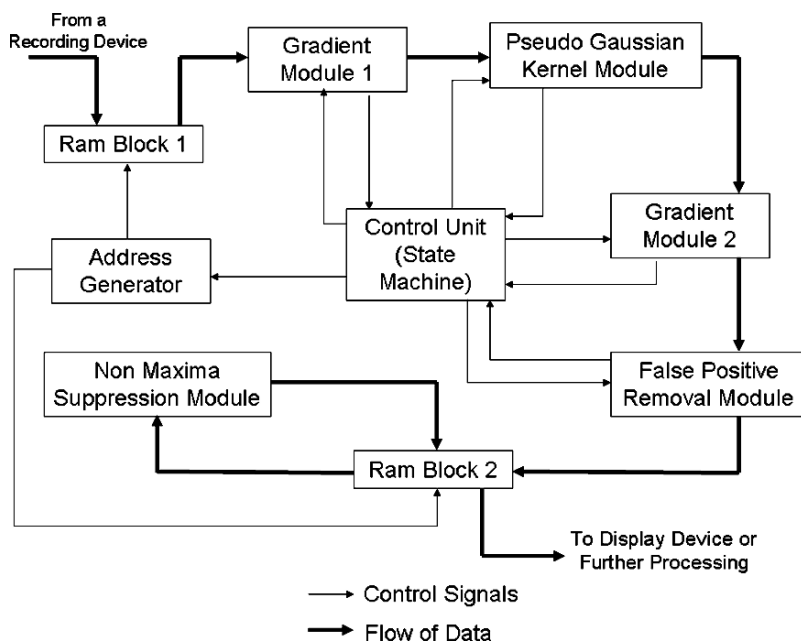 From a
Recording Device
Gradient
Module 1
Pseudo Gaussian
Kernel Module
Ram Block 1
Control Unit
(State
Machine)
Gradient
Module 2
Address
Generator
Non Maxima
Suppression Module
False Positive
Removal Module
Ram Block 2
To Display Device or
Further Processing
Control Signals
Flow of Data